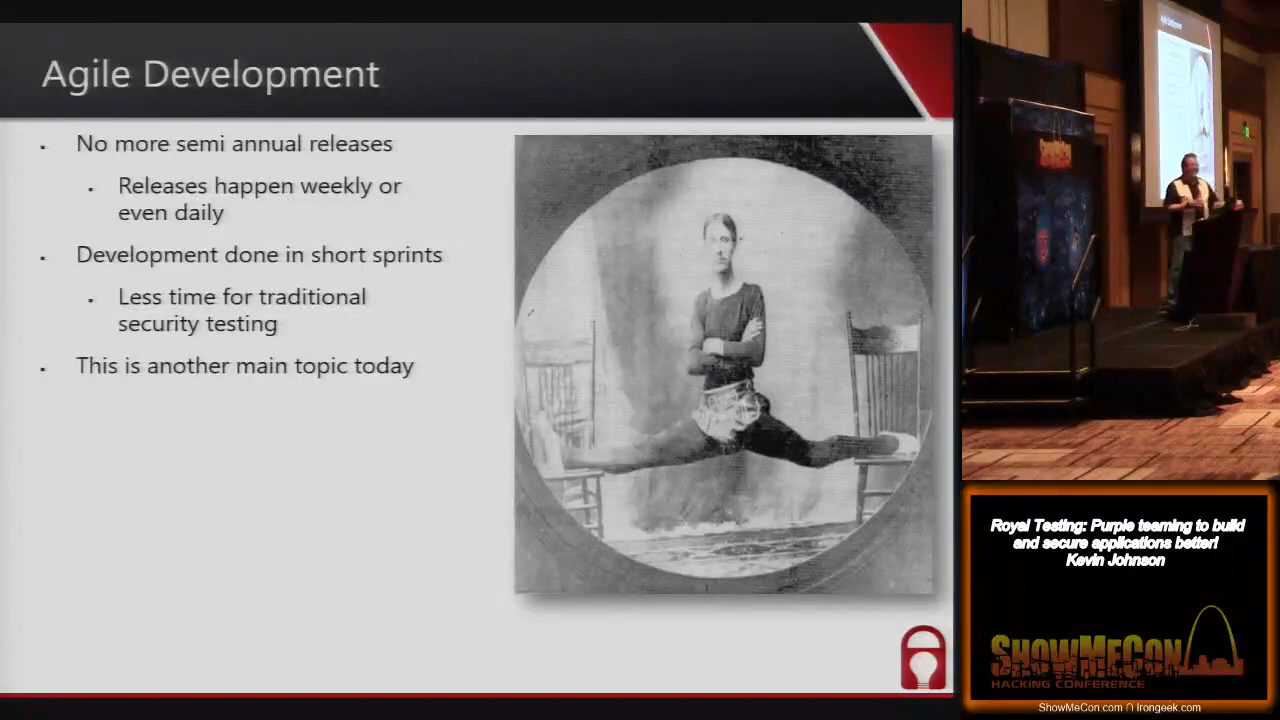 Agile Development
No more semi annual releases
Releases happen weekly or
even daily
Development done in short sprints
Less time for traditional
security testing
This is another main topic today
Royal Testing: Purple teaming to build
and secure applications better!
Kevin Johnson
SHOWMECON
HACKING CONFERENCE
ShowMeCon.com ∩ Irongeek.com